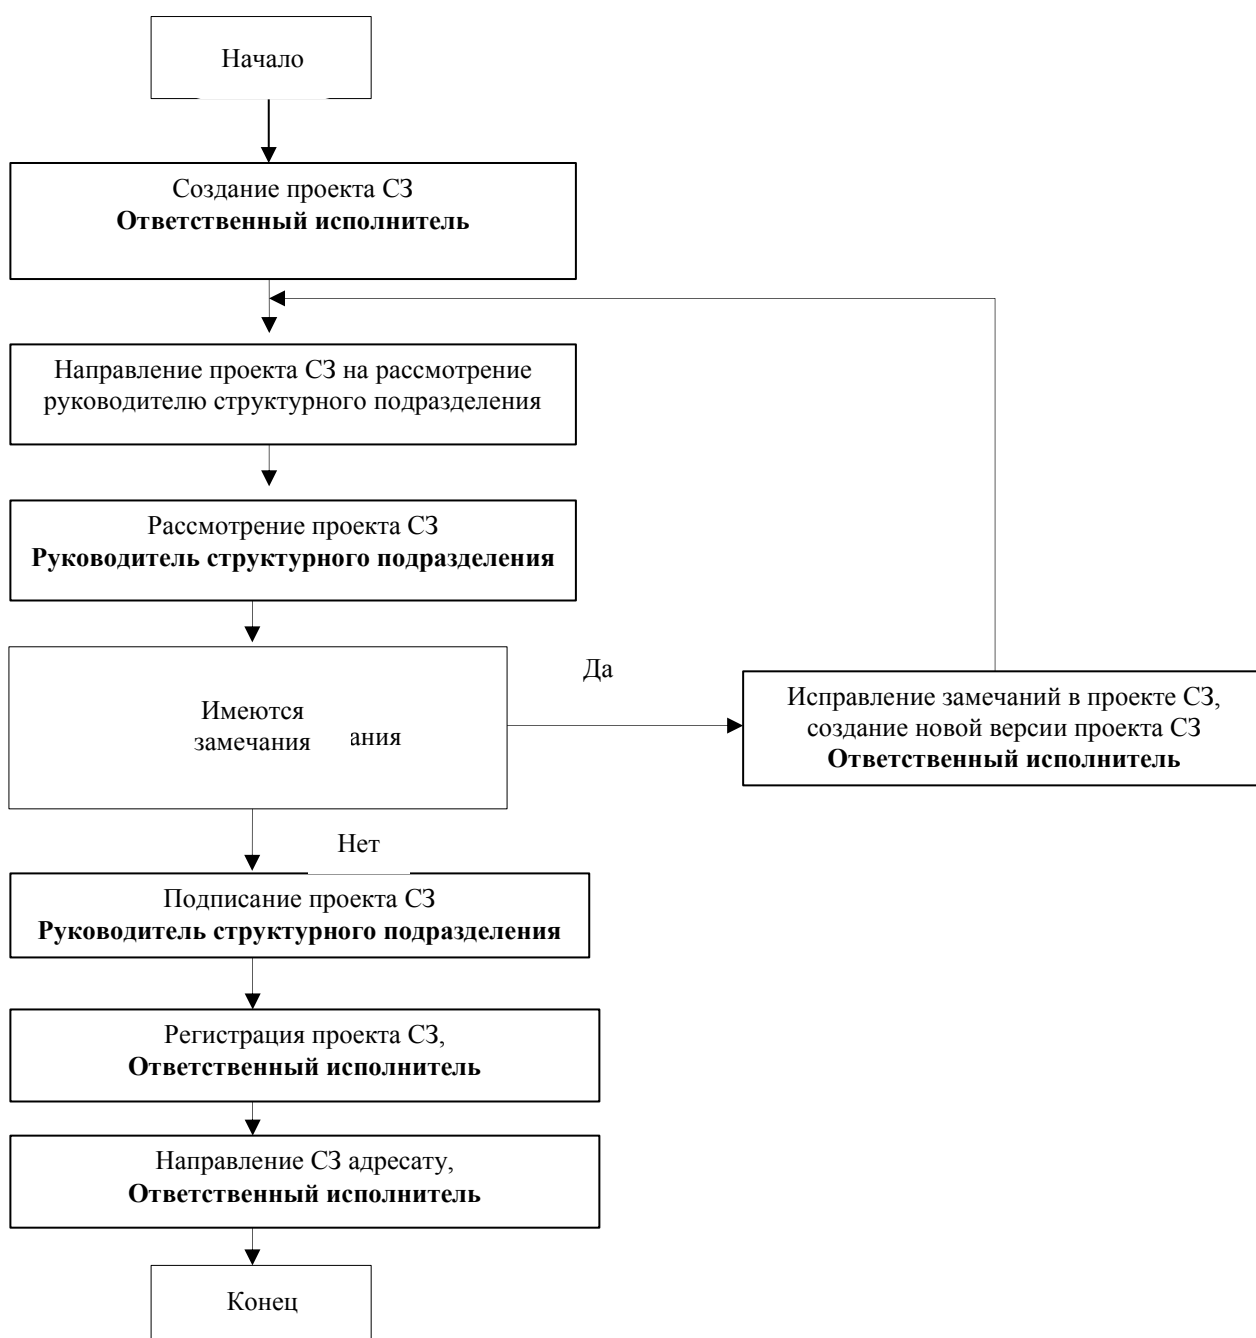 Начало
Создание проекта СЗ
Ответственный исполнитель
Направление проекта СЗ на рассмотрение
руководителю структурного подразделения
Рассмотрение проекта СЗ
Руководитель структурного подразделения
Имеются
замечания ания
Да
Исправление замечаний в проекте СЗ,
создание новой версии проекта СЗ
Ответственный исполнитель
Нет
Подписание проекта СЗ
Руководитель структурного подразделения
Регистрация проекта СЗ,
Ответственный исполнитель
Направление СЗ адресату,
Ответственный исполнитель
Конец